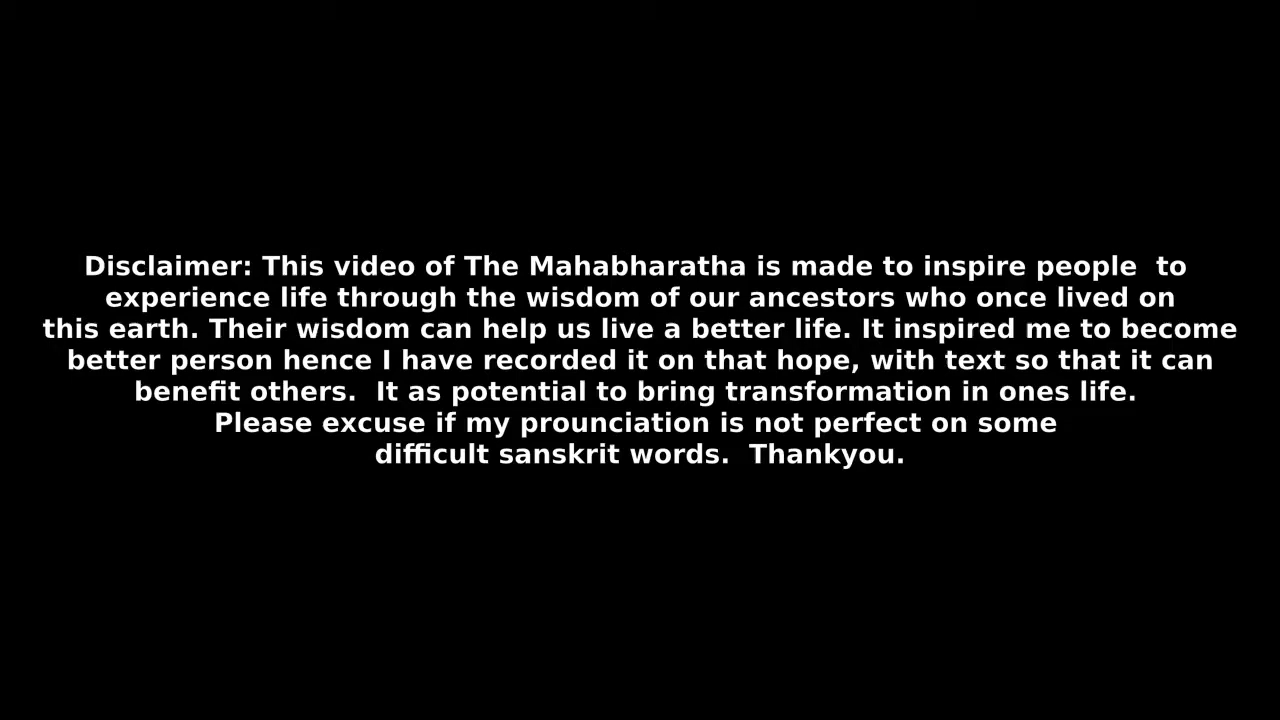 Disclaimer: This video of The Mahabharatha is made to inspire people  to
experience life through the wisdom of our ancestors who once lived on
this earth. Their wisdom can help us live a better life. It inspired me to become
better person hence I have recorded it on that hope, with text so that it can
benefit others.  It as potential to bring transformation in ones life.
Please excuse if my prounciation is not perfect on some
difficult sanskrit words.  Thankyou.